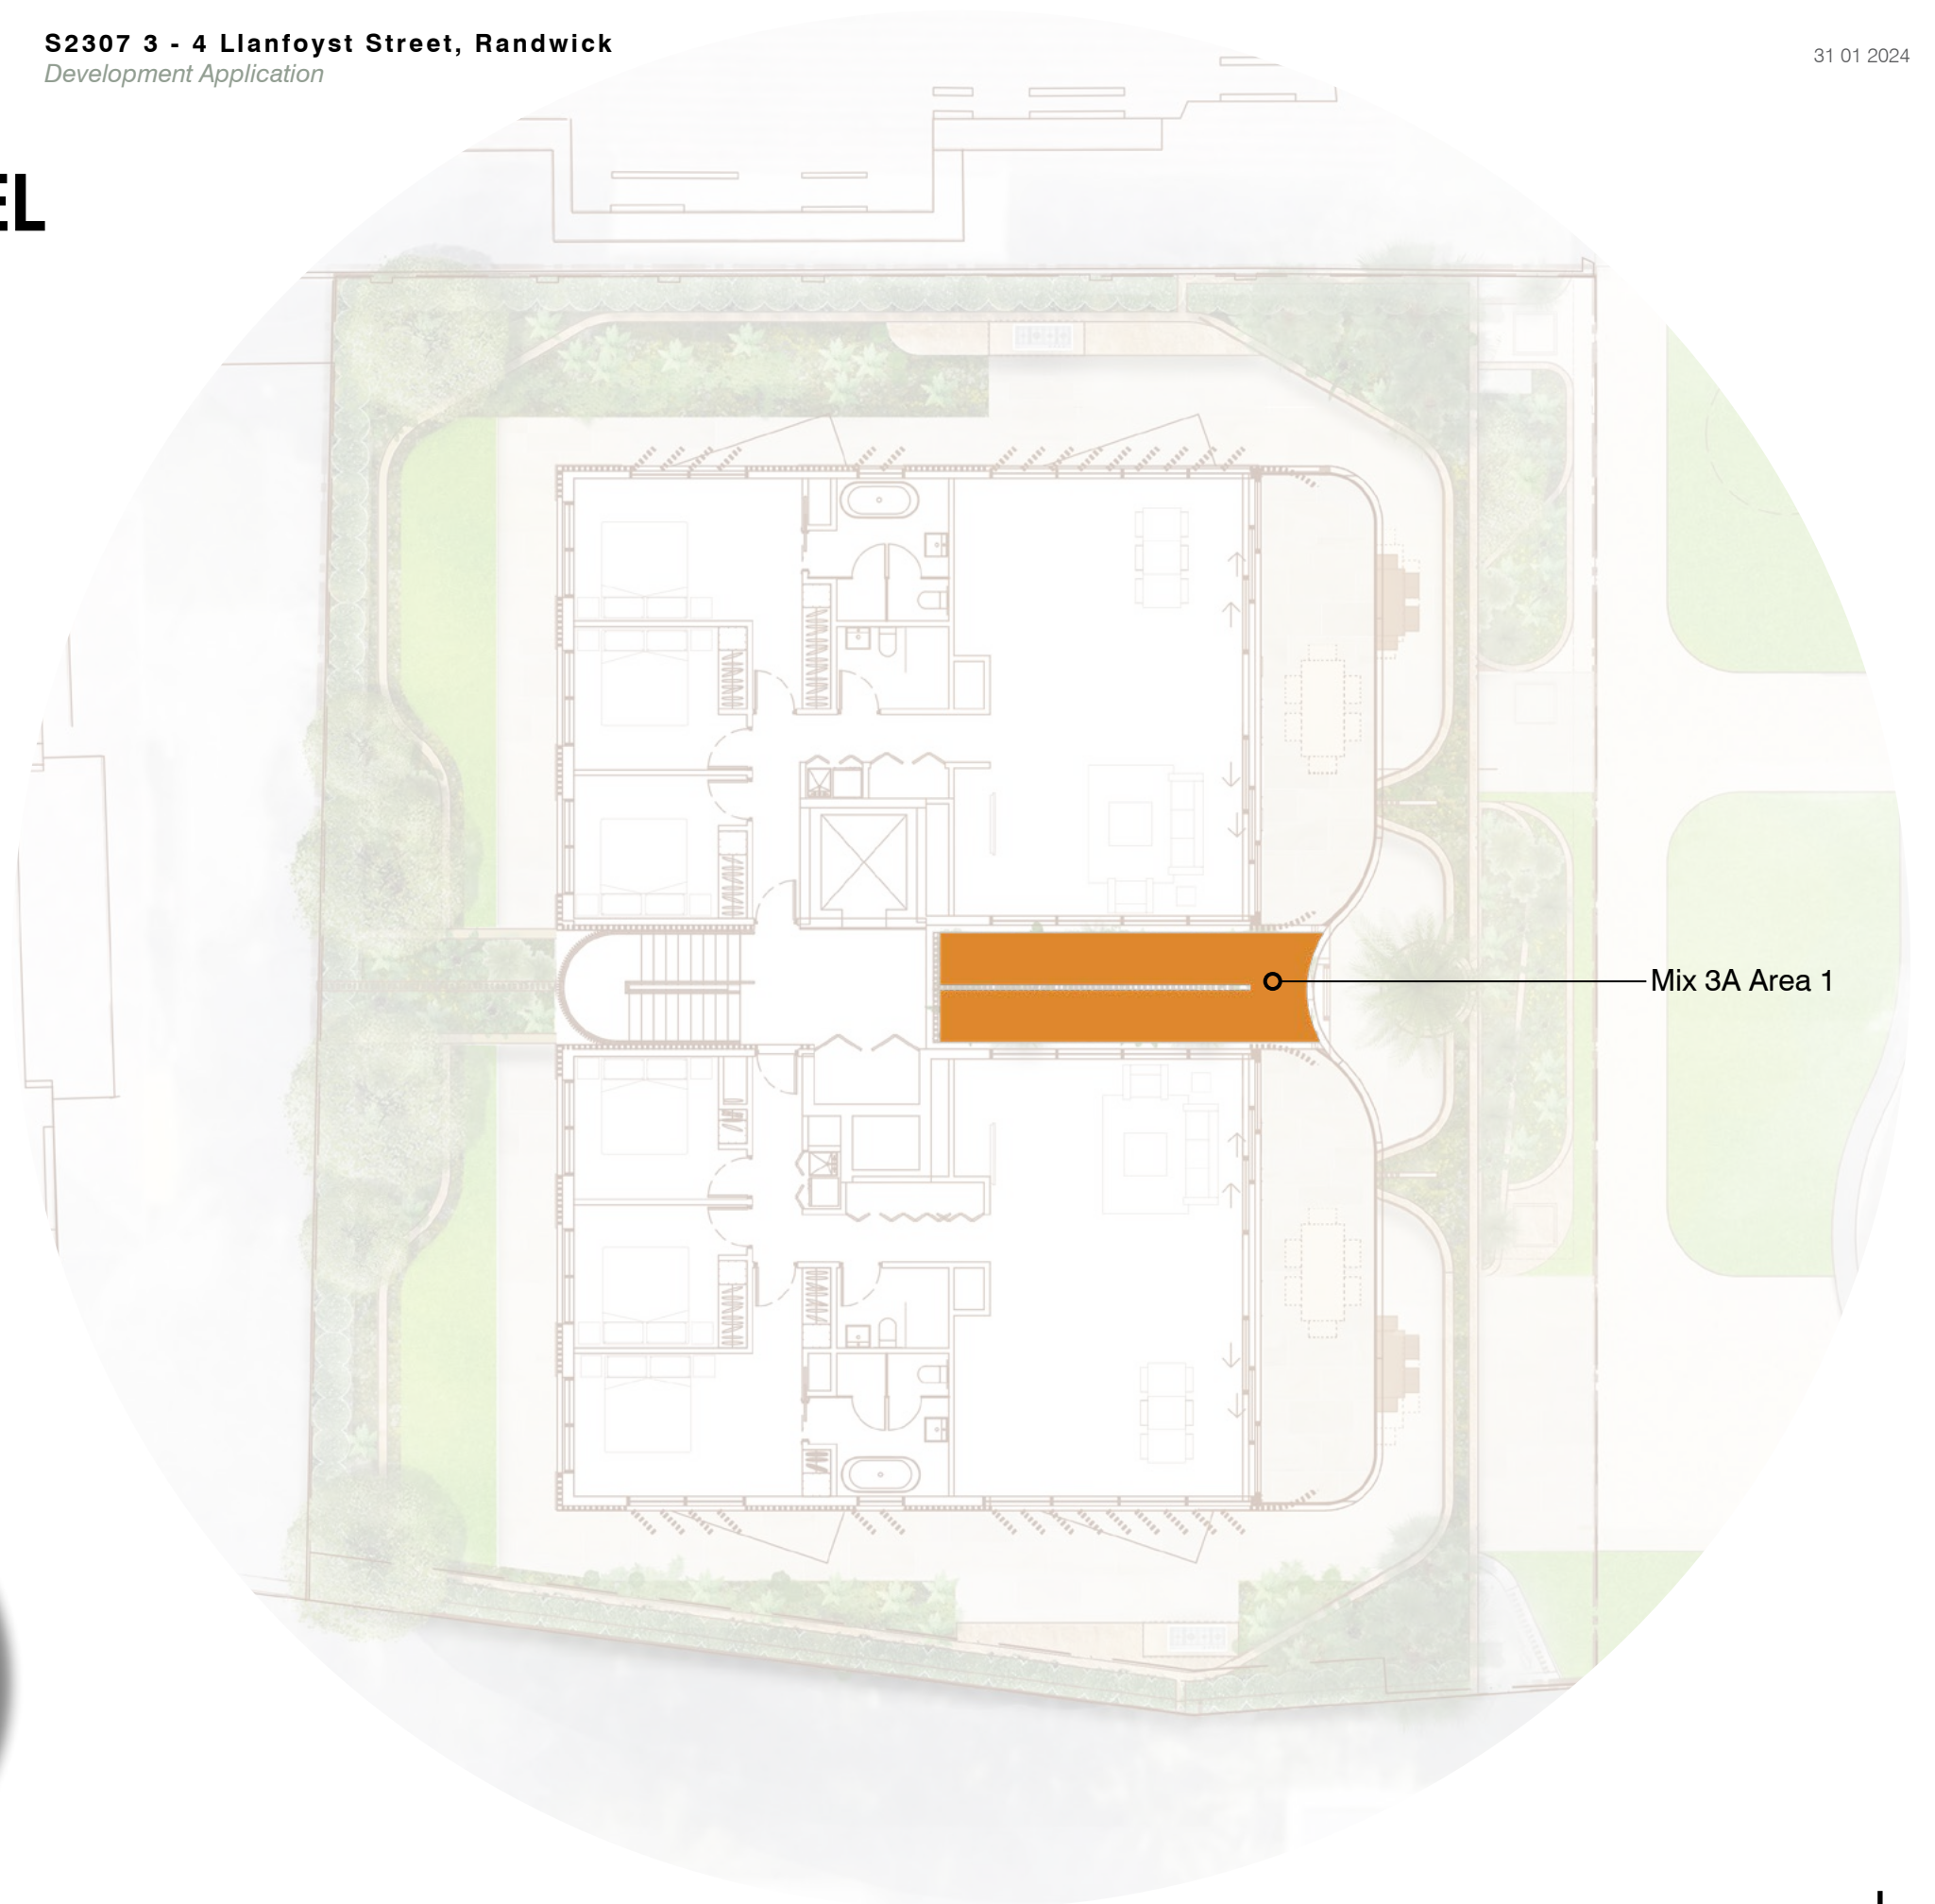 S2307 3 - 4 Llanfoyst Street, Randwick
Development Application
31 01 2024
EL
Mix 3A Area 1